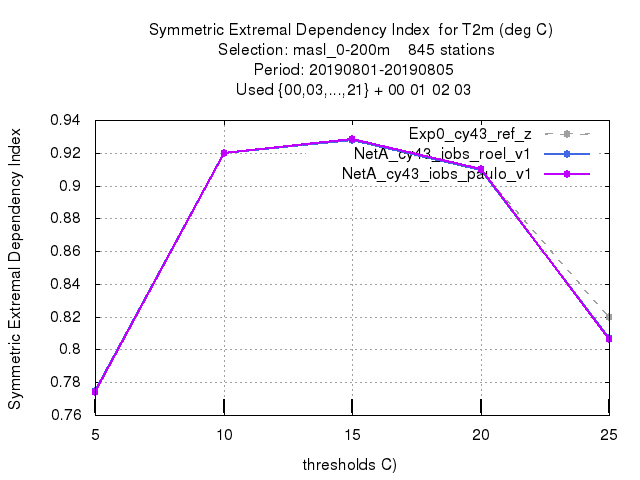 Symmetric Extremal Dependency Index  for T2m (deg C)
Selection: masl_0-200m    845 stations
Period: 20190801-20190805
Used {00,03,...,21} + 00 01 02 03
Exp0_cy43_ref_z
NetA_cy43_iobs_roel_v1
NetA_cy43_iobs_paulo_v1
Symmetric Extremal Dependency Index
0.94
0.92
0.9
0.88
0.86
0.84
0.82
0.8
0.78
0.76
5 10 15 20 25
thresholds C)